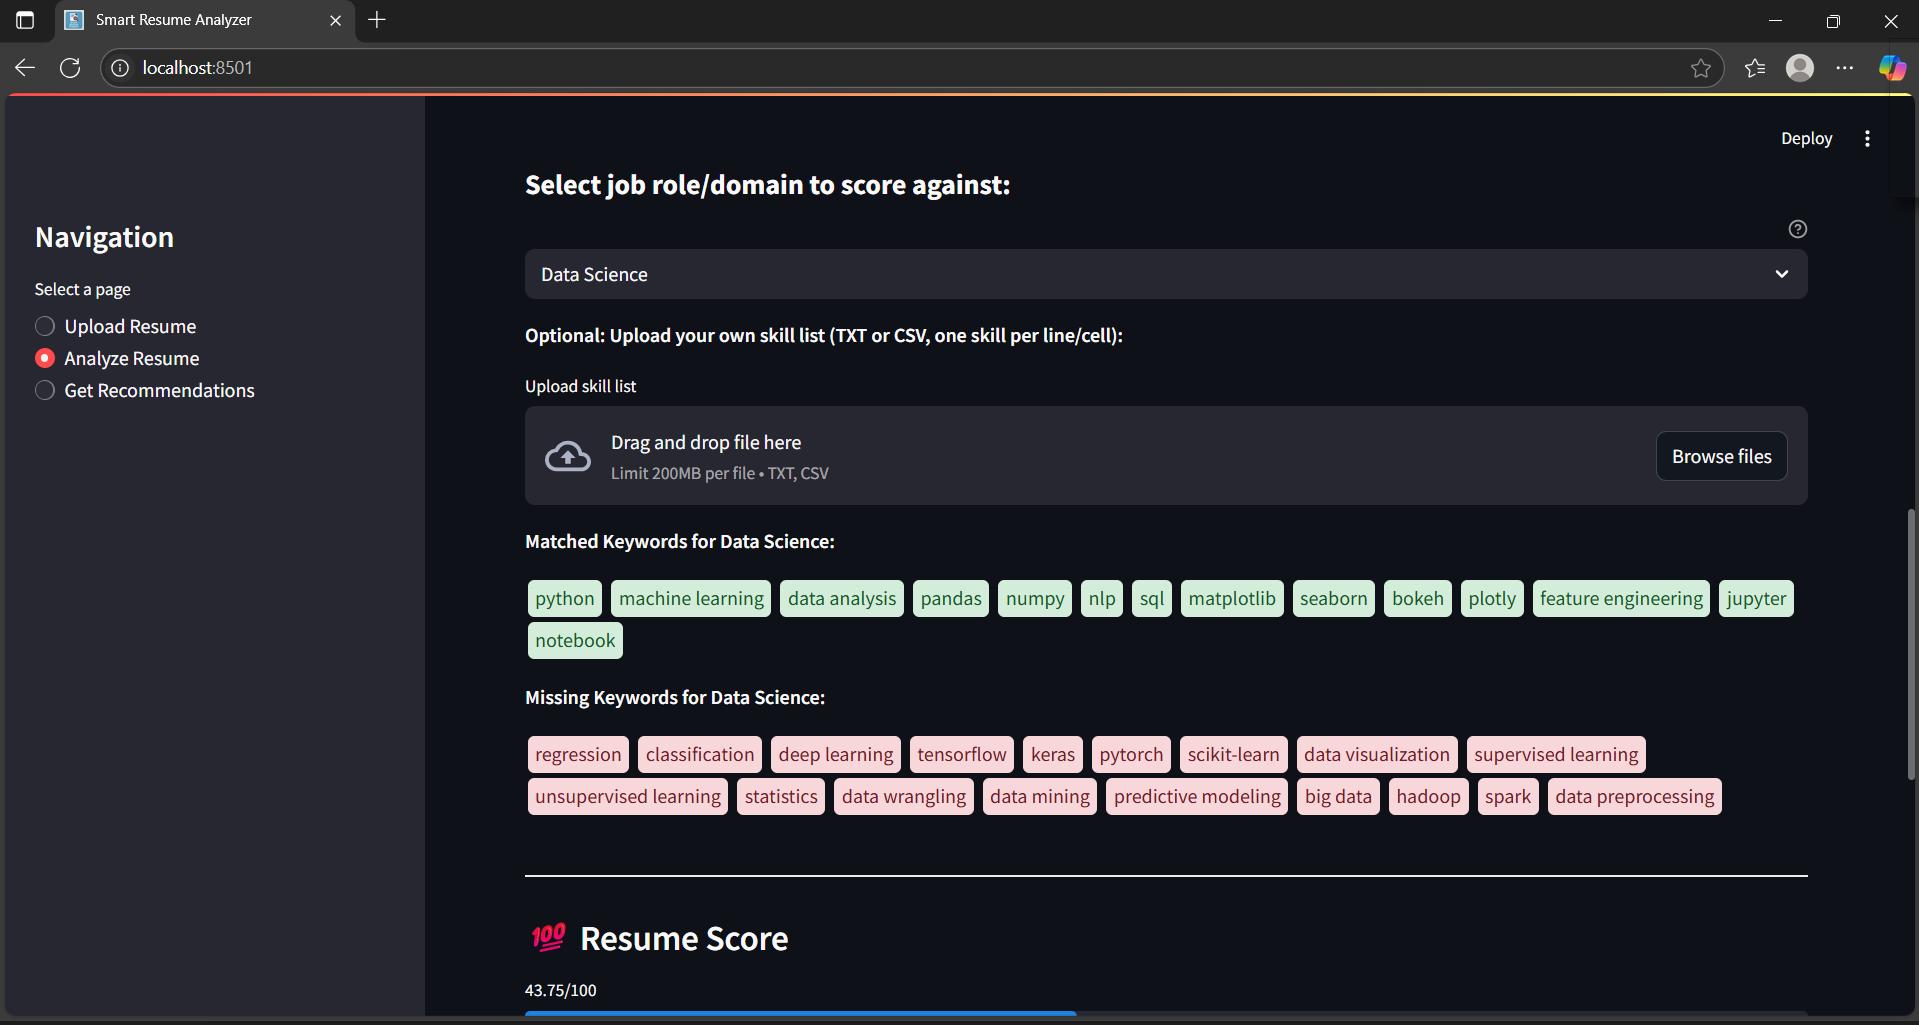 Smart Resume Analyzer
localhost:8501
Deploy
Navigation
Select a page
Upload Resume
Analyze Resume
Get Recommendations
Select job role/domain to score against:
Data Science
Optional: Upload your own skill list (TXT or CSV, one skill per line/cell):
Upload skill list
Drag and drop file here
Limit 200MB per file • TXT, CSV
Browse files
Matched Keywords for Data Science:
python machine learning data analysis pandas numpy nlp sql matplotlib seaborn bokeh plotly feature engineering jupyter
notebook
Missing Keywords for Data Science:
regression classification deep learning tensorflow keras pytorch scikit-learn data visualization supervised learning
unsupervised learning statistics data wrangling data mining predictive modeling big data hadoop spark data preprocessing
💯 Resume Score
43.75/100